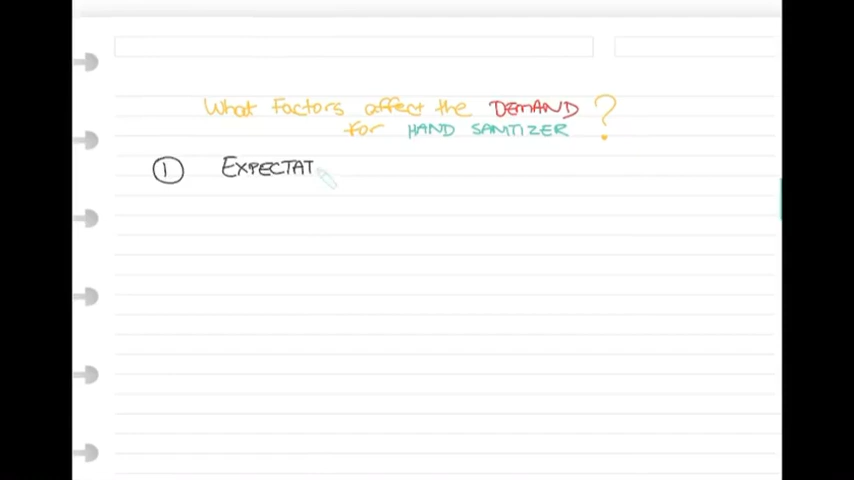 What Factors affect the DEMAND ?
for HAND SANITIZER
① EXPECTAT